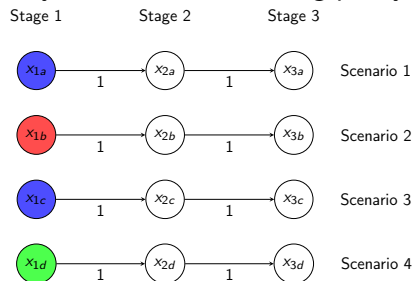 Stage 1 Stage 2 Stage 3
x1a x2a x3a Scenario 1
1 1
x1b x2b x3b Scenario 2
1 1
x1c x2c x3c Scenario 3
1 1
x1d x2d x3d Scenario 4
1 1